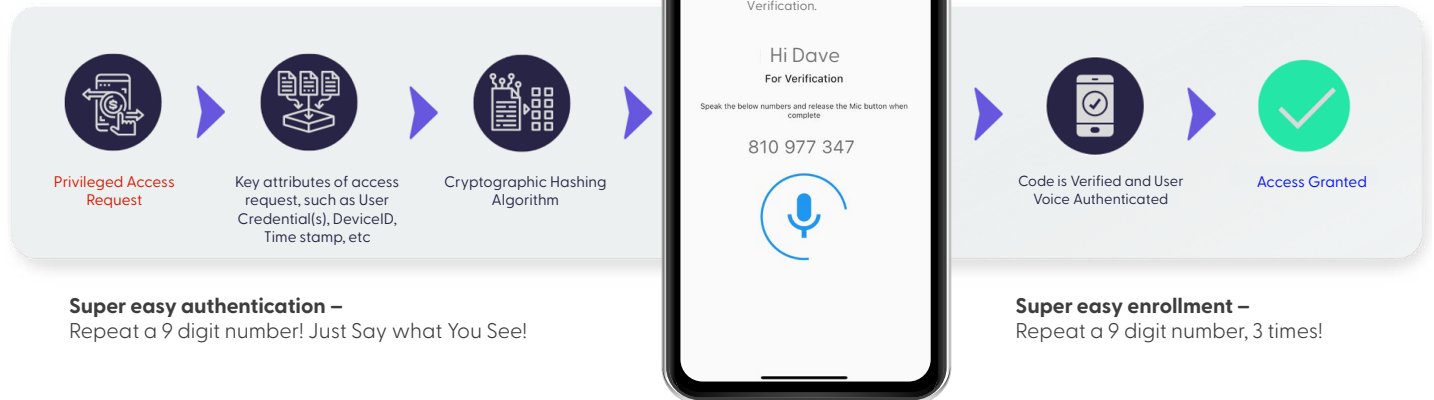 Verification.
Hi Dave
For Verification
Speak the below numbers and release the Mic button when
complete
810 977 347
Privileged Access
Request
Key attributes of access
request, such as User
Credential(s), DeviceID,
Time stamp, etc
Cryptographic Hashing
Algorithm
Code is Verified and User
Voice Authenticated
Access Granted
Super easy authentication –
Repeat a 9 digit number! Just Say what You See!
Super easy enrollment –
Repeat a 9 digit number, 3 times!